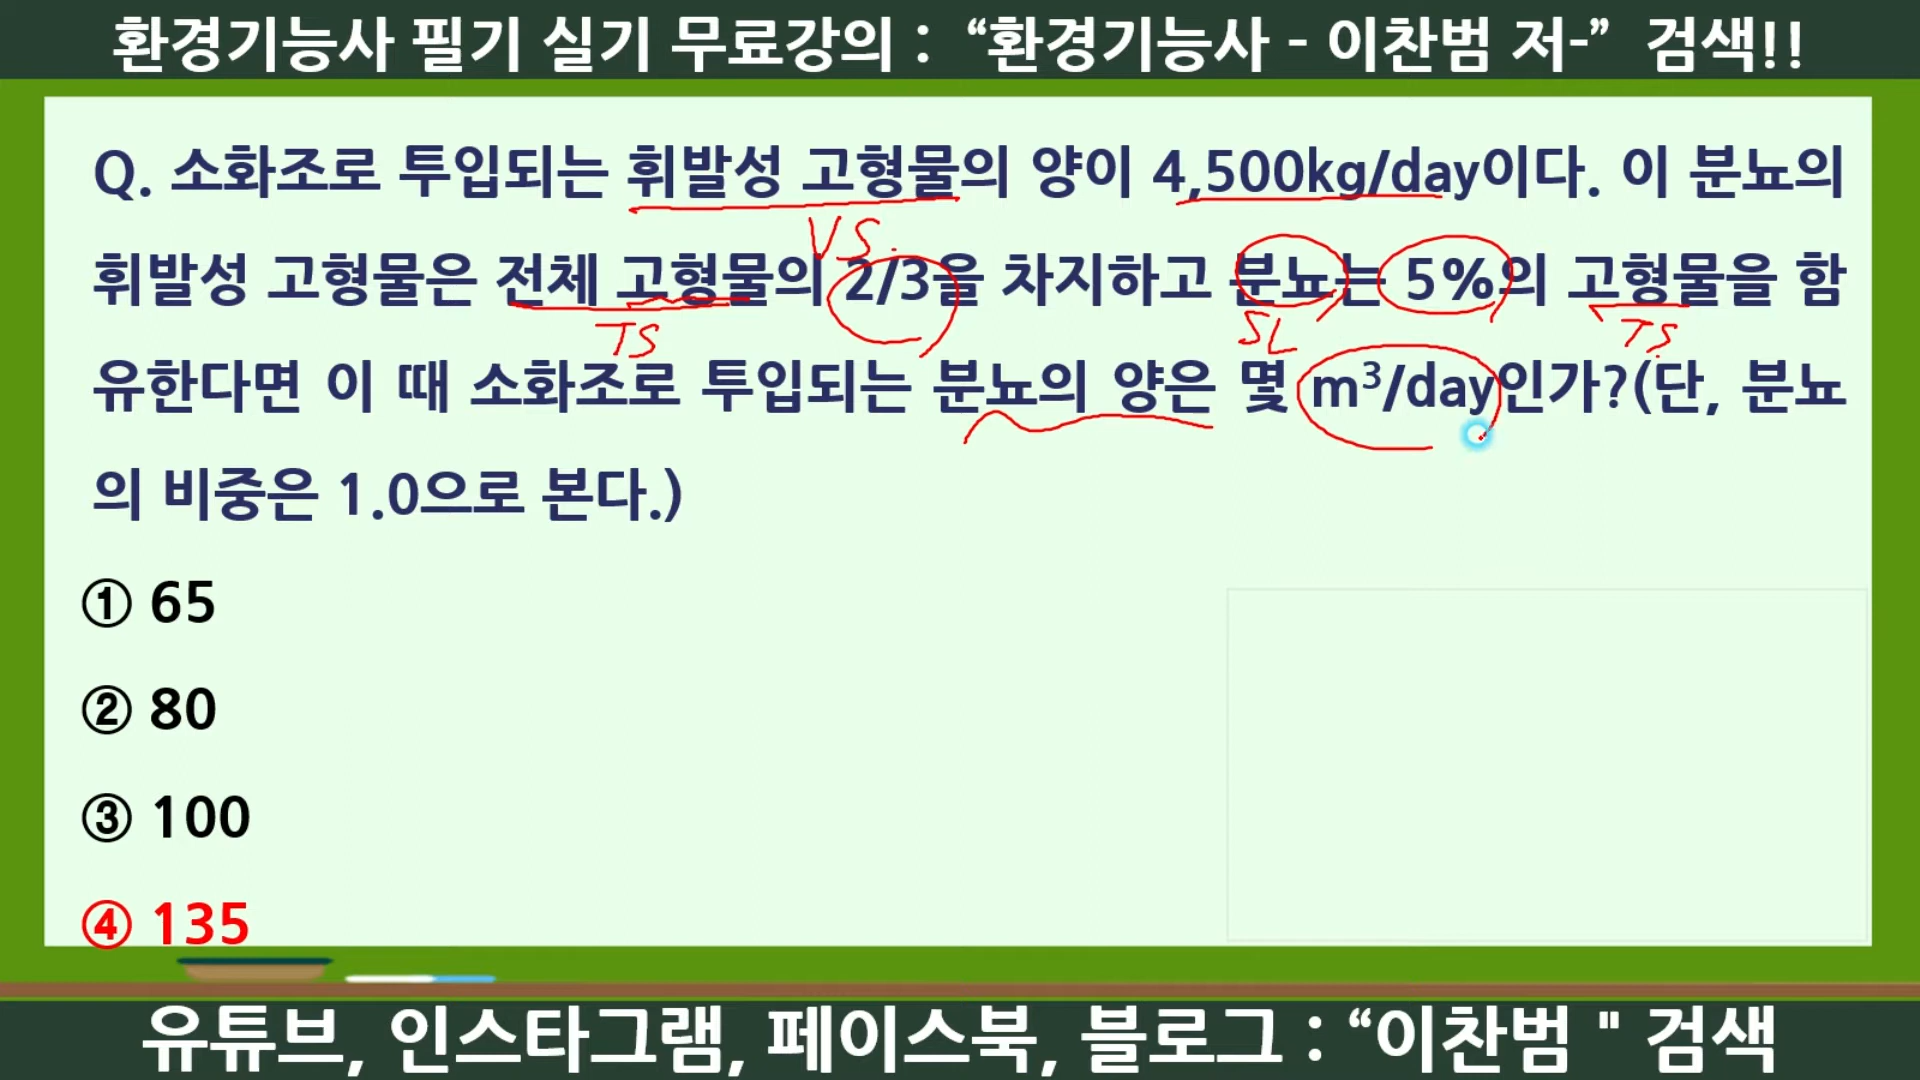 환경기능사 필기 실기 무료강의 : “환경기능사 - 이찬범 저-” 검색!!
Q. 소화조로 투입되는 휘발성 고형물의 양이 4,500kg/day이다. 이 분뇨의
VS.
휘발성 고형물은 전체 고형물의 2/3을 차지하고 분뇨는 5%의 고형물을 함
TS SL TS
유한다면 이 때 소화조로 투입되는 분뇨의 양은 몇 m³/day인가?(단, 분뇨
의 비중은 1.0으로 본다.)
① 65
② 80
③ 100
④ 135
유튜브, 인스타그램, 페이스북, 블로그 : “이찬범 " 검색